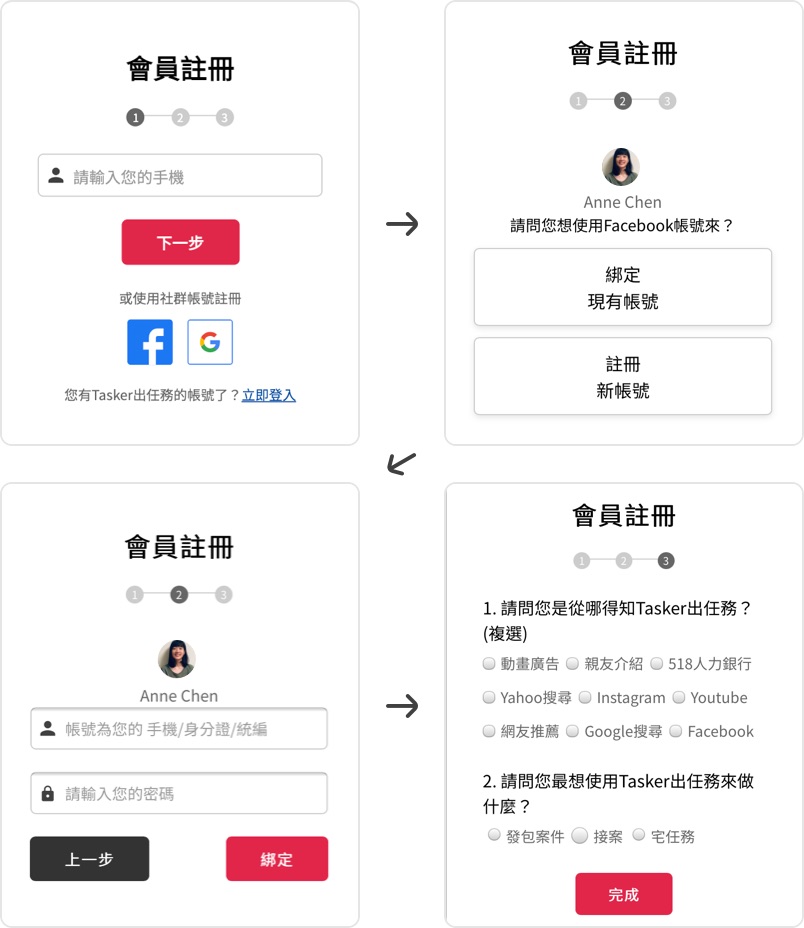 會員註冊
1 2 3
請輸入您的手機
下一步
或使用社群帳號註冊
您有Tasker出任務的帳號了？立即登入
會員註冊
1 2 3
Anne Chen
請問您想使用Facebook帳號來？
綁定
現有帳號
註冊
新帳號
會員註冊
1 2 3
Anne Chen
帳號為您的 手機/身分證/統編
請輸入您的密碼
上一步 綁定
會員註冊
1 2 3
1. 請問您是從哪得知Tasker出任務？
(複選)
動畫廣告 親友介紹 518人力銀行
Yahoo搜尋 Instagram Youtube
網友推薦 Google搜尋 Facebook
2. 請問您最想使用Tasker出任務來做
什麼？
發包案件 接案 宅任務
完成